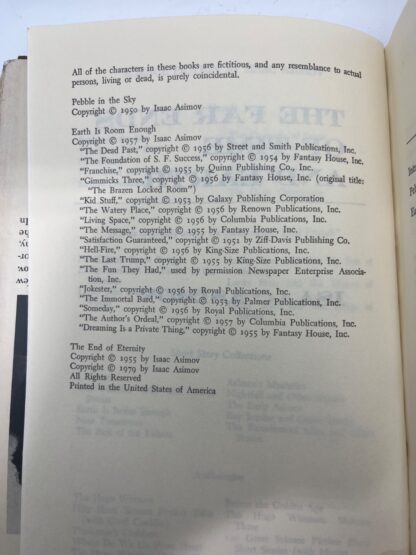 All of the characters in these books are fictitious, and any resemblance to actual
persons, living or dead, is purely coincidental.
Pebble in the Sky
Copyright © 1950 by Isaac Asimov
Earth Is Room Enough
Copyright © 1957 by Isaac Asimov
"The Dead Past," copyright © 1956 by Street and Smith Publications, Inc.
"The Foundation of S. F. Success," copyright © 1954 by Fantasy House, Inc.
"Franchise," copyright © 1955 by Quinn Publishing Co., Inc.
"Gimmicks Three," copyright © 1956 by Fantasy House, Inc. (original title:
"The Brazen Locked Room")
"Kid Stuff," copyright © 1953 by Galaxy Publishing Corporation
"The Watery Place," copyright © 1956 by Renown Publications, Inc.
"Living Space," copyright © 1956 by Columbia Publications, Inc.
"The Message," copyright © 1955 by Fantasy House, Inc.
"Satisfaction Guaranteed," copyright © 1951 by Ziff-Davis Publishing Co.
"Hell-Fire," copyright © 1956 by King-Size Publications, Inc.
"The Last Trump," copyright © 1955 by King-Size Publications, Inc.
"The Fun They Had," used by permission Newspaper Enterprise Associa-
tion, Inc.
"Jokester," copyright © 1956 by Royal Publications, Inc.
"The Immortal Bard," copyright © 1953 by Palmer Publications, Inc.
"Someday," copyright © 1956 by Royal Publications, Inc.
"The Author's Ordeal," copyright © 1957 by Columbia Publications, Inc.
"Dreaming Is a Private Thing," copyright © 1955 by Fantasy House, Inc.
The End of Eternity
Copyright © 1955 by Isaac Asimov
Copyright © 1979 by Isaac Asimov
All Rights Reserved
Printed in the United States of America